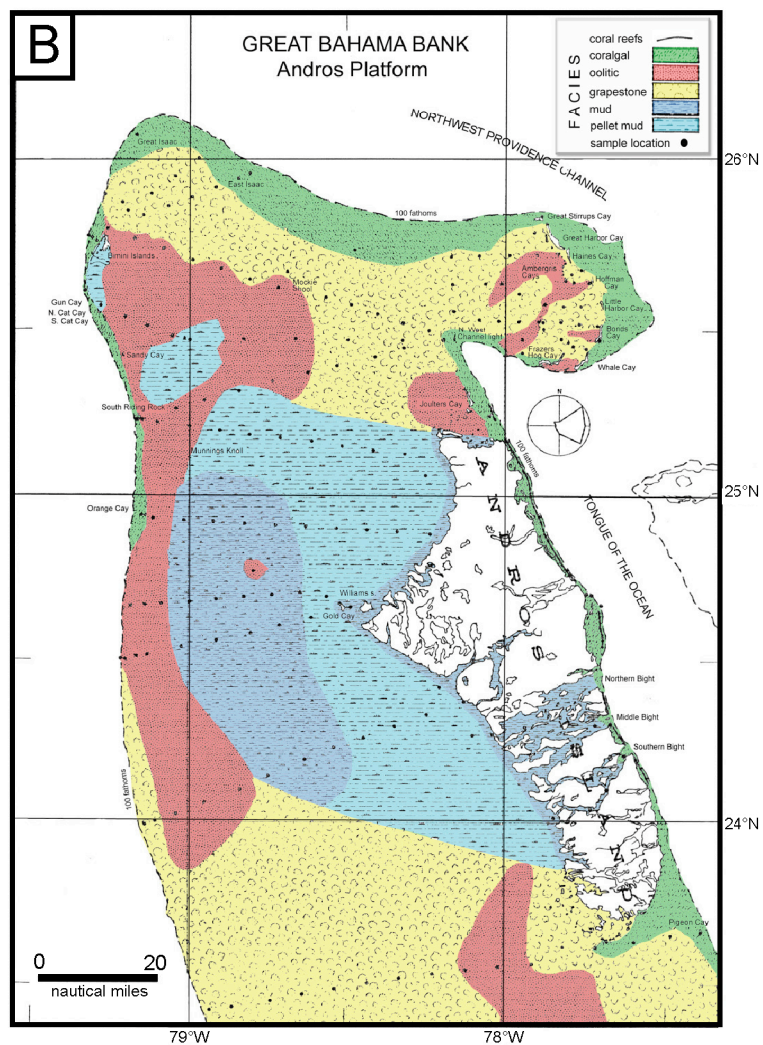 B
GREAT BAHAMA BANK
Andros Platform
FACIES
coral reefs
coralgal
oolitic
grapestone
mud
pellet mud
sample location
NORTHWEST PROVIDENCE CHANNEL
Great Isaac
26°N
East Isaac
100 fathoms
Great Stirrups Cay
Great Harbor Cay
Bimini Islands
Haines Cay
Ambergris
Cays
Mockie
Shool
Hoffman
Cay
Gun Cay
N. Cat Cay
S. Cat Cay
Little
Harbor Cay
N. West
Channel light
Bonds
Cay
Sandy Cay
Frazers
Hog Cay
Whale Cay
South Riding Rock
Joulters Cay
N
Munnings Knoll
100 fathoms
25°N
Orange Cay
TONGUE OF THE OCEAN
ANDROS
Williams s.
Gold Cay
Northern Bight
Middle Bight
Southern Bight
ISLAND
100 fathoms
24°N
Pigeon Cay
0 20
nautical miles
79°W
78°W